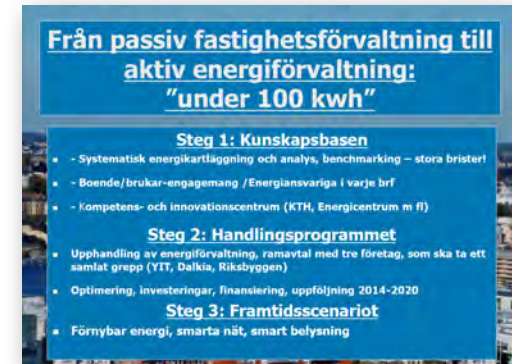 Från passiv fastighetsförvaltning till
aktiv energiförvaltning:
”under 100 kwh”
Steg 1: Kunskapsbasen
- Systematisk energikartläggning och analys, benchmarking – stora brister!
- Boende/brukar-engagemang /Energiansvariga i varje brf
- Kompetens- och innovationscentrum (KTH, Energicentrum m fl)
Steg 2: Handlingsprogrammet
Upphandling av energiförvaltning, ramavtal med tre företag, som ska ta ett
samlat grepp (YIT, Dalkia, Riksbyggen)
Optimering, investeringar, finansiering, uppföljning 2014-2020
Steg 3: Framtidsscenariot
Förnybar energi, smarta nät, smart belysning